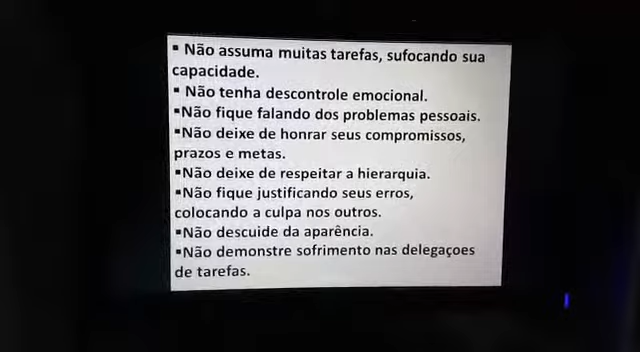 ▪ Não assuma muitas tarefas, sufocando sua
capacidade.
▪ Não tenha descontrole emocional.
▪Não fique falando dos problemas pessoais.
▪Não deixe de honrar seus compromissos,
prazos e metas.
▪Não deixe de respeitar a hierarquia.
▪Não fique justificando seus erros,
colocando a culpa nos outros.
▪Não descuide da aparência.
▪Não demonstre sofrimento nas delegaçoes
de tarefas.